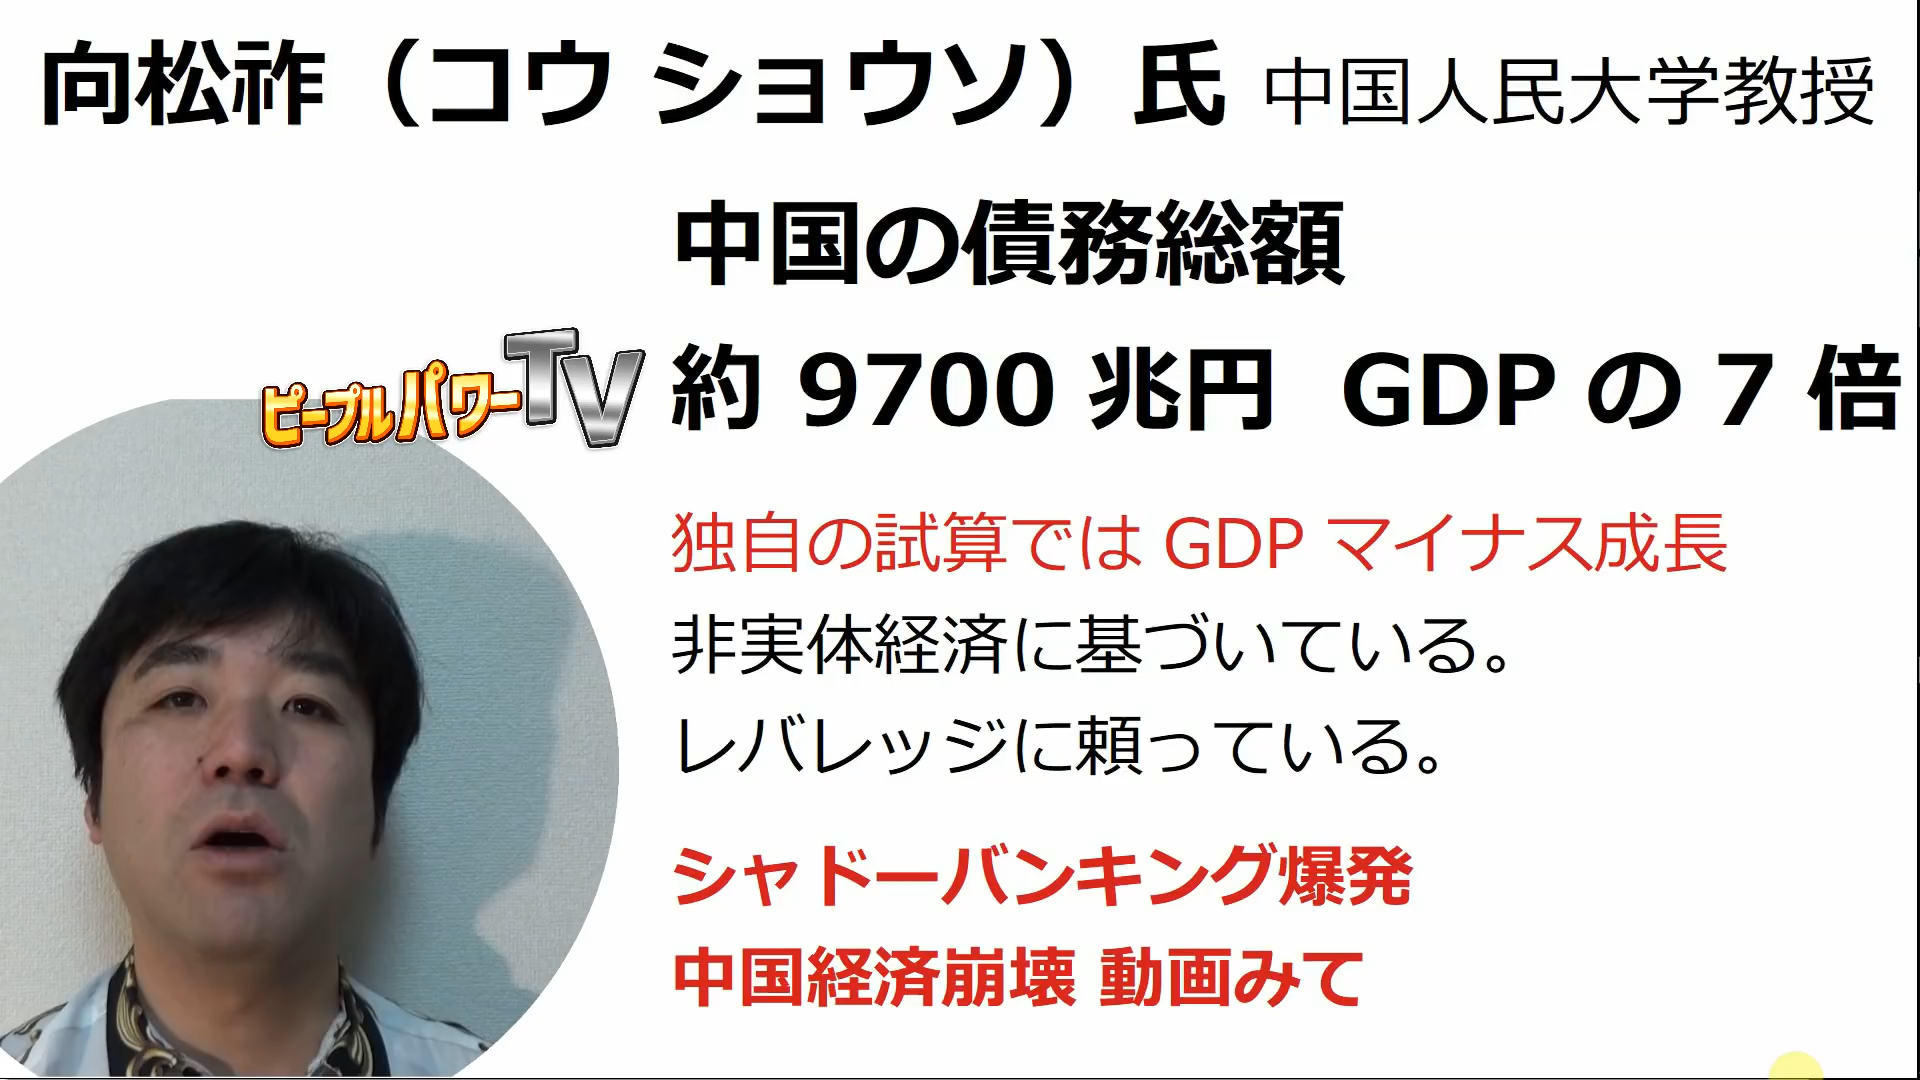 向松祚（コウ ショウソ）氏 中国人民大学教授
中国の債務総額
ピープルパワーTV
約 9700 兆円 GDP の 7 倍
独自の試算では GDP マイナス成長
非実体経済に基づいている。
レバレッジに頼っている。
シャドーバンキング爆発
中国経済崩壊 動画みて